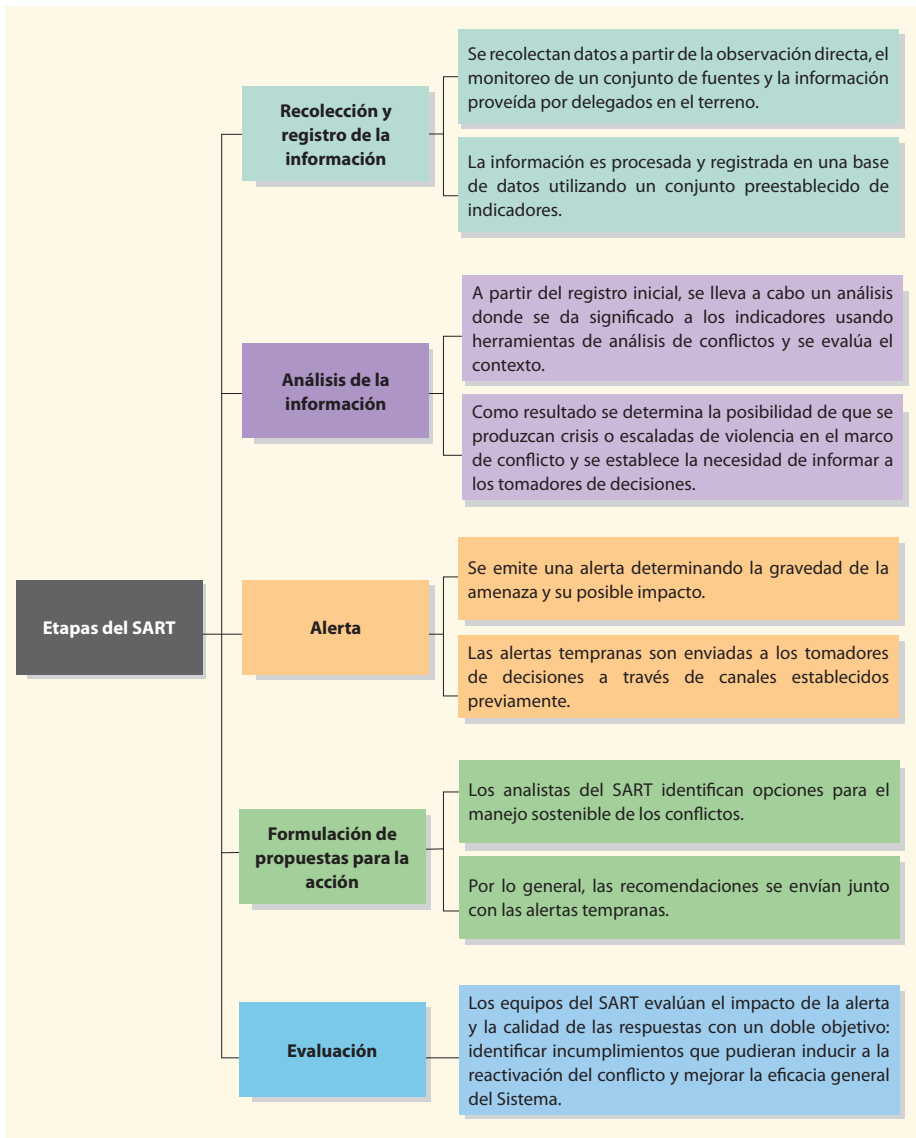 Etapas del SART
Recolección y
registro de la
información
Se recolectan datos a partir de la observación directa, el
monitoreo de un conjunto de fuentes y la información
proveída por delegados en el terreno.
La información es procesada y registrada en una base
de datos utilizando un conjunto preestablecido de
indicadores.
Análisis de la
información
A partir del registro inicial, se lleva a cabo un análisis
donde se da significado a los indicadores usando
herramientas de análisis de conflictos y se evalúa el
contexto.
Como resultado se determina la posibilidad de que se
produzcan crisis o escaladas de violencia en el marco
de conflicto y se establece la necesidad de informar a
los tomadores de decisiones.
Alerta
Se emite una alerta determinando la gravedad de la
amenaza y su posible impacto.
Las alertas tempranas son enviadas a los tomadores
de decisiones a través de canales establecidos
previamente.
Formulación de
propuestas para la
acción
Los analistas del SART identifican opciones para el
manejo sostenible de los conflictos.
Por lo general, las recomendaciones se envían junto
con las alertas tempranas.
Evaluación
Los equipos del SART evalúan el impacto de la alerta
y la calidad de las respuestas con un doble objetivo:
identificar incumplimientos que pudieran inducir a la
reactivación del conflicto y mejorar la eficacia general
del Sistema.